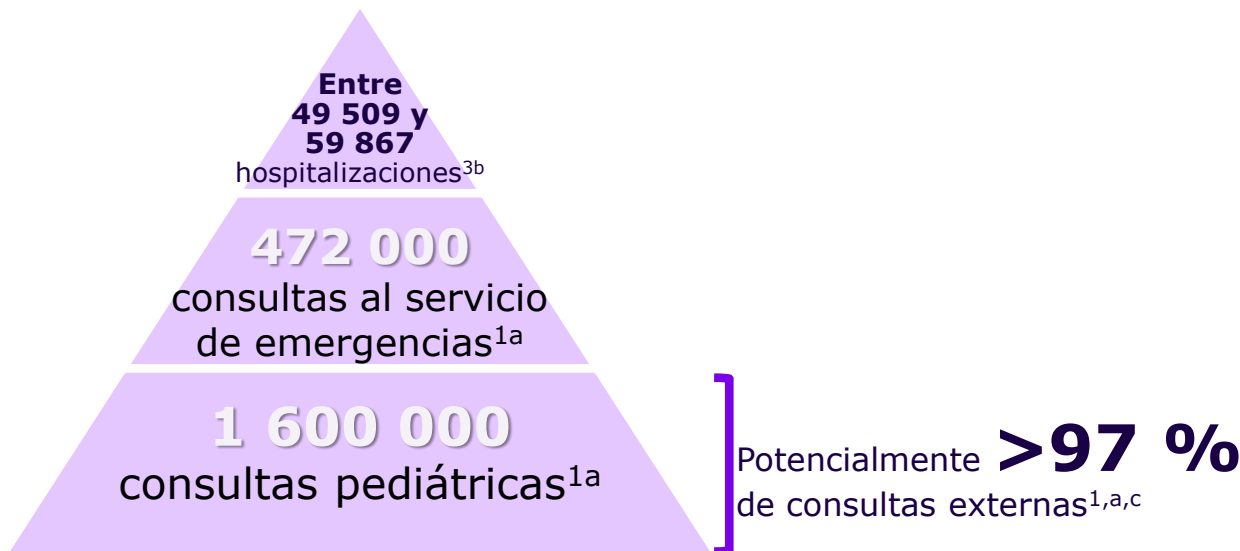 Entre
49 509 y
59 867
hospitalizaciones3b
472 000
consultas al servicio
de emergencias1a
1 600 000
consultas pediátricas1a
Potencialmente >97 %
de consultas externas1,a,c